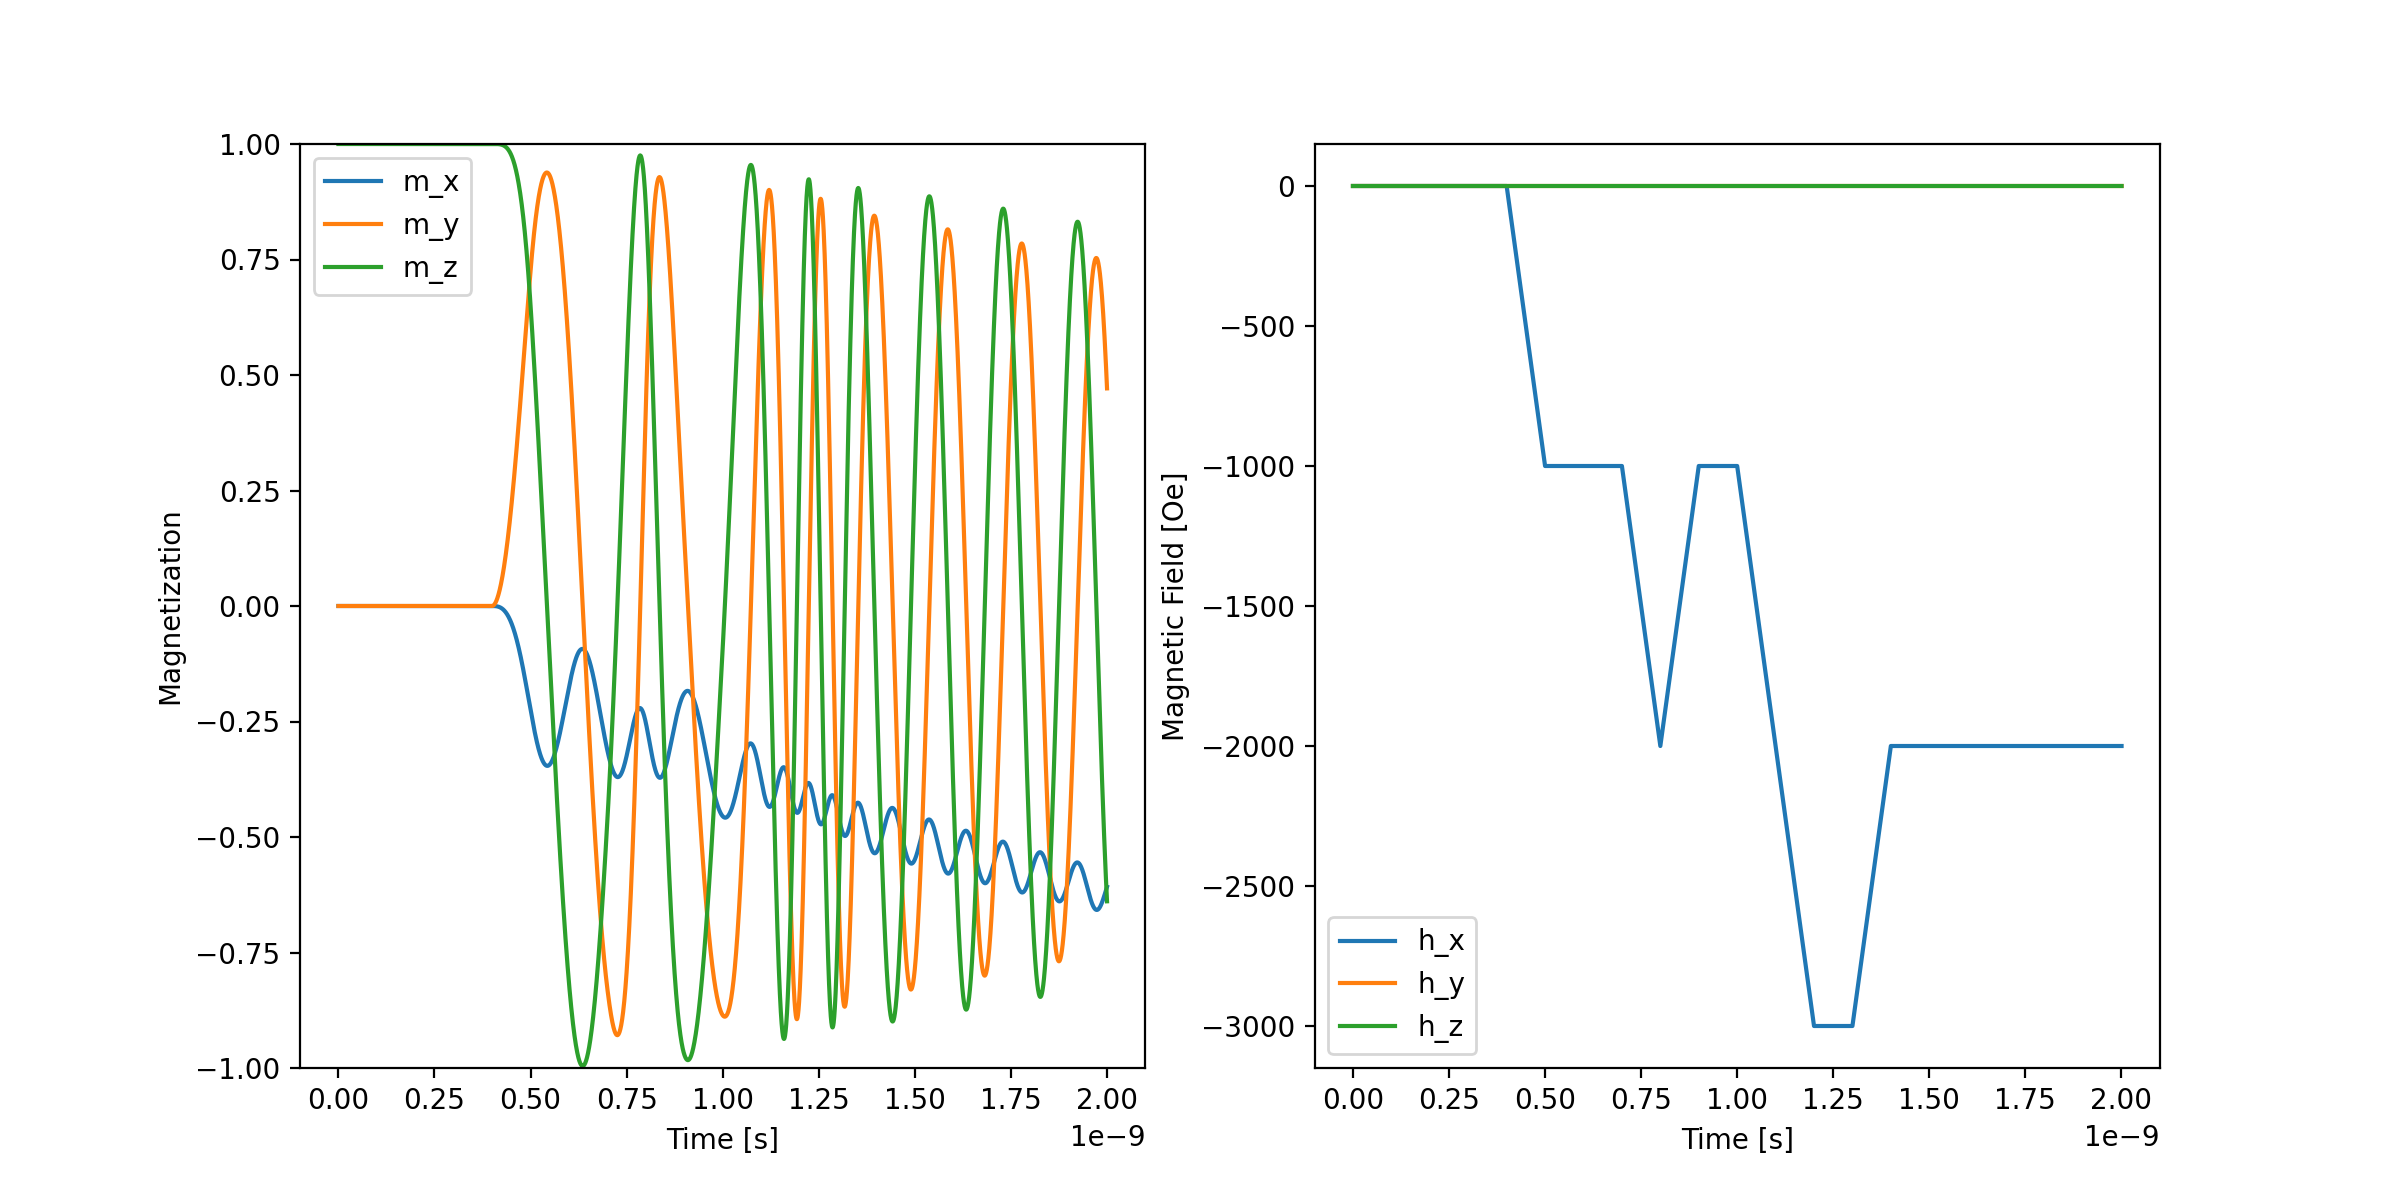 1.00
0.75
0.50
0.25
0.00
−0.25
−0.50
−0.75
−1.00
Magnetization
m_x
m_y
m_z
0.00 0.25 0.50 0.75 1.00 1.25 1.50 1.75 2.00
Time [s]
1e−9
0
−500
−1000
−1500
−2000
−2500
−3000
Magnetic Field [Oe]
h_x
h_y
h_z
0.00 0.25 0.50 0.75 1.00 1.25 1.50 1.75 2.00
Time [s]
1e−9